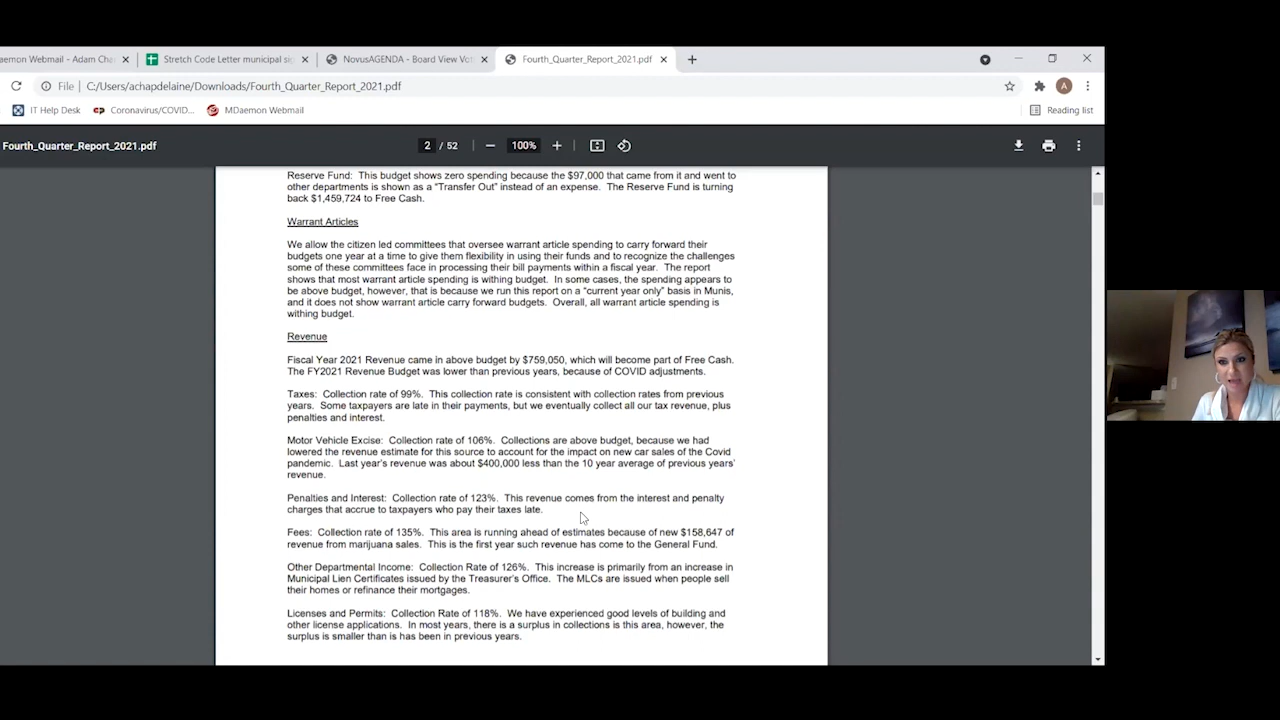 aemon Webmail - Adam Cha
Stretch Code Letter municipal si
NovusAGENDA - Board View Vot
Fourth_Quarter_Report_2021.pdf
File
C:/Users/achapdelaine/Downloads/Fourth_Quarter_Report_2021.pdf
A
IT Help Desk
Coronavirus/COVID...
MDaemon Webmail
Reading list
Fourth_Quarter_Report_2021.pdf
2 / 52
100%
Reserve Fund: This budget shows zero spending because the $97,000 that came from it and went to
other departments is shown as a “Transfer Out” instead of an expense. The Reserve Fund is turning
back $1,459,724 to Free Cash.
Warrant Articles
We allow the citizen led committees that oversee warrant article spending to carry forward their
budgets one year at a time to give them flexibility in using their funds and to recognize the challenges
some of these committees face in processing their bill payments within a fiscal year. The report
shows that most warrant article spending is withing budget. In some cases, the spending appears to
be above budget, however, that is because we run this report on a “current year only” basis in Munis,
and it does not show warrant article carry forward budgets. Overall, all warrant article spending is
withing budget.
Revenue
Fiscal Year 2021 Revenue came in above budget by $759,050, which will become part of Free Cash.
The FY2021 Revenue Budget was lower than previous years, because of COVID adjustments.
Taxes: Collection rate of 99%. This collection rate is consistent with collection rates from previous
years. Some taxpayers are late in their payments, but we eventually collect all our tax revenue, plus
penalties and interest.
Motor Vehicle Excise: Collection rate of 106%. Collections are above budget, because we had
lowered the revenue estimate for this source to account for the impact on new car sales of the Covid
pandemic. Last year's revenue was about $400,000 less than the 10 year average of previous years'
revenue.
Penalties and Interest: Collection rate of 123%. This revenue comes from the interest and penalty
charges that accrue to taxpayers who pay their taxes late.
Fees: Collection rate of 135%. This area is running ahead of estimates because of new $158,647 of
revenue from marijuana sales. This is the first year such revenue has come to the General Fund.
Other Departmental Income: Collection Rate of 126%. This increase is primarily from an increase in
Municipal Lien Certificates issued by the Treasurer's Office. The MLCs are issued when people sell
their homes or refinance their mortgages.
Licenses and Permits: Collection Rate of 118%. We have experienced good levels of building and
other license applications. In most years, there is a surplus in collections is this area, however, the
surplus is smaller than is has been in previous years.